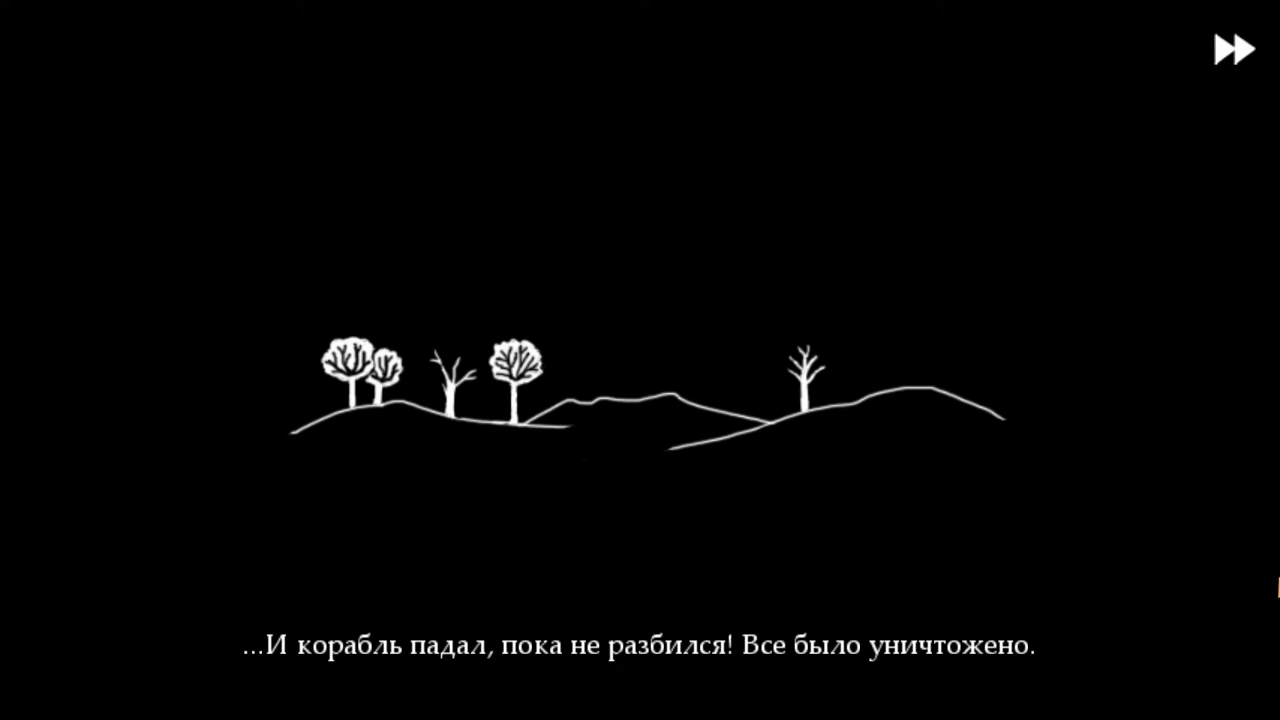 ...И корабль падал, пока не разбился! Все было уничтожено.